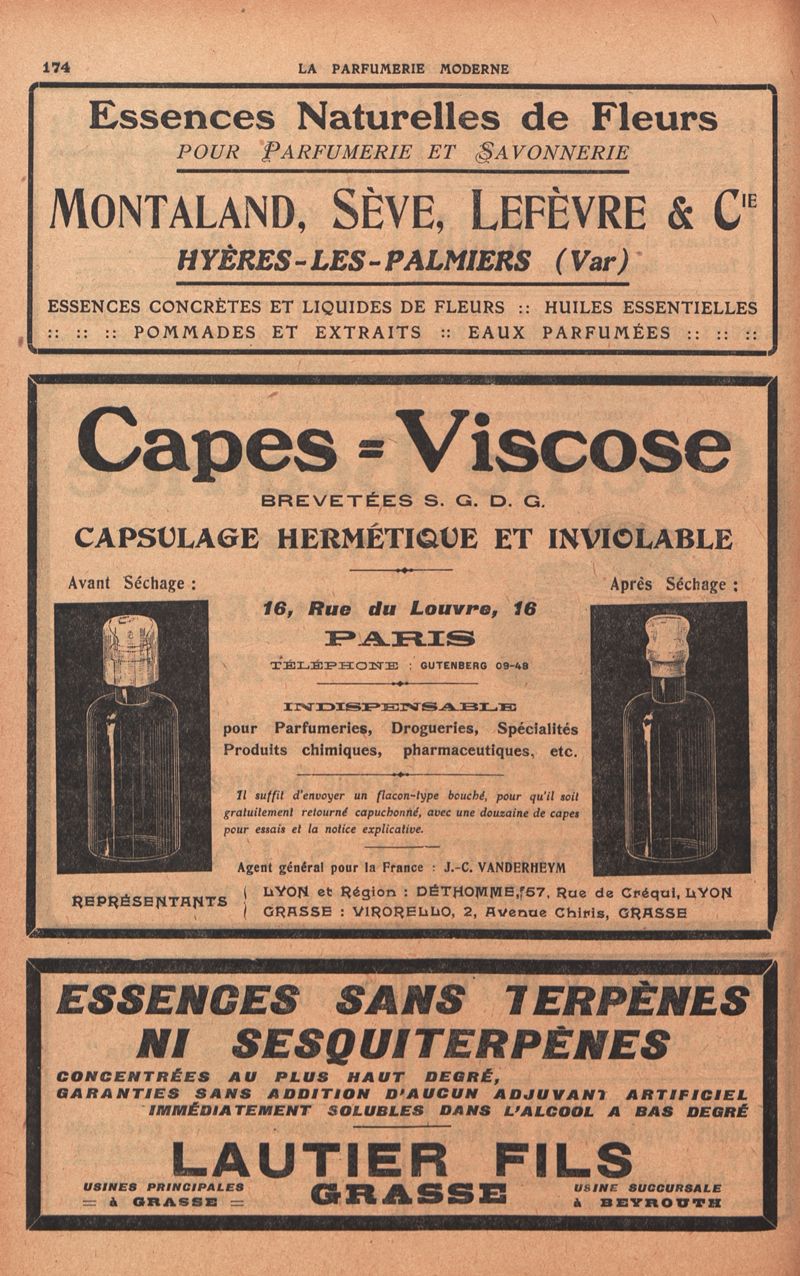 174
LA PARFUMERIE MODERNE
Essences Naturelles de Fleurs
POUR PARFUMERIE ET SAVONNERIE
MONTALAND, SÈVE, LEFÈVRE & CIE
HYÈRES-LES-PALMIERS (Var)
ESSENCES CONCRÈTES ET LIQUIDES DE FLEURS :: HUILES ESSENTIELLES
:: :: :: POMMADES ET EXTRAITS :: EAUX PARFUMÉES :: :: ::
Capes=Viscose
BREVETÉES S. G. D. G.
CAPSULAGE HERMÉTIQUE ET INVIOLABLE
Avant Séchage :
Après Séchage :
16, Rue du Louvre, 16
PARIS
TÉLÉPHONE : GUTENBERG 09-48
INDISPENSABLE
pour Parfumeries, Drogueries, Spécialités
Produits chimiques, pharmaceutiques, etc.
Il suffit d'envoyer un flacon-type bouché, pour qu'il soit
gratuitement retourné capuchonné, avec une douzaine de capes
pour essais et la notice explicative.
Agent général pour la France : J.-C. VANDERHEYM
REPRÉSENTANTS
LYON et Région : DÉTHOMME, 57, Rue de Créqui, LYON
GRASSE : VIRORELLO, 2, Avenue Chiris, GRASSE
ESSENCES SANS TERPÈNES
NI SESQUITERPÈNES
CONCENTRÉES AU PLUS HAUT DEGRÉ,
GARANTIES SANS ADDITION D'AUCUN ADJUVANT ARTIFICIEL
IMMÉDIATEMENT SOLUBLES DANS L'ALCOOL A BAS DEGRÉ
LAUTIER FILS
USINES PRINCIPALES
= à GRASSE =
GRASSE
USINE SUCCURSALE
à BEYROUTH